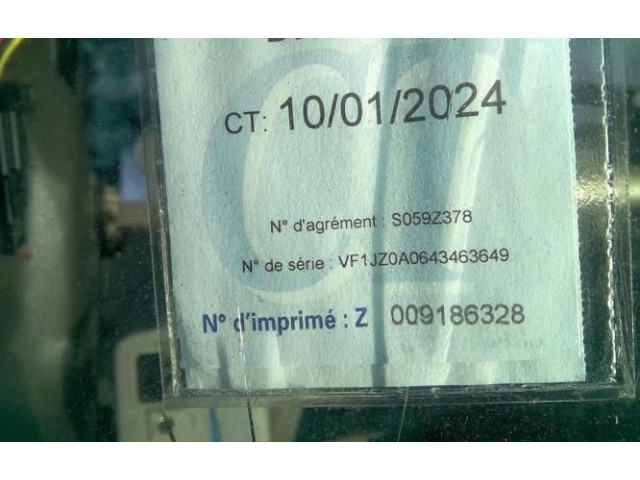 CT: 10/01/2024
N° d'agrément : S059Z378
N° de série : VF1JZ0A0643463649
N° d'imprimé : Z 009186328